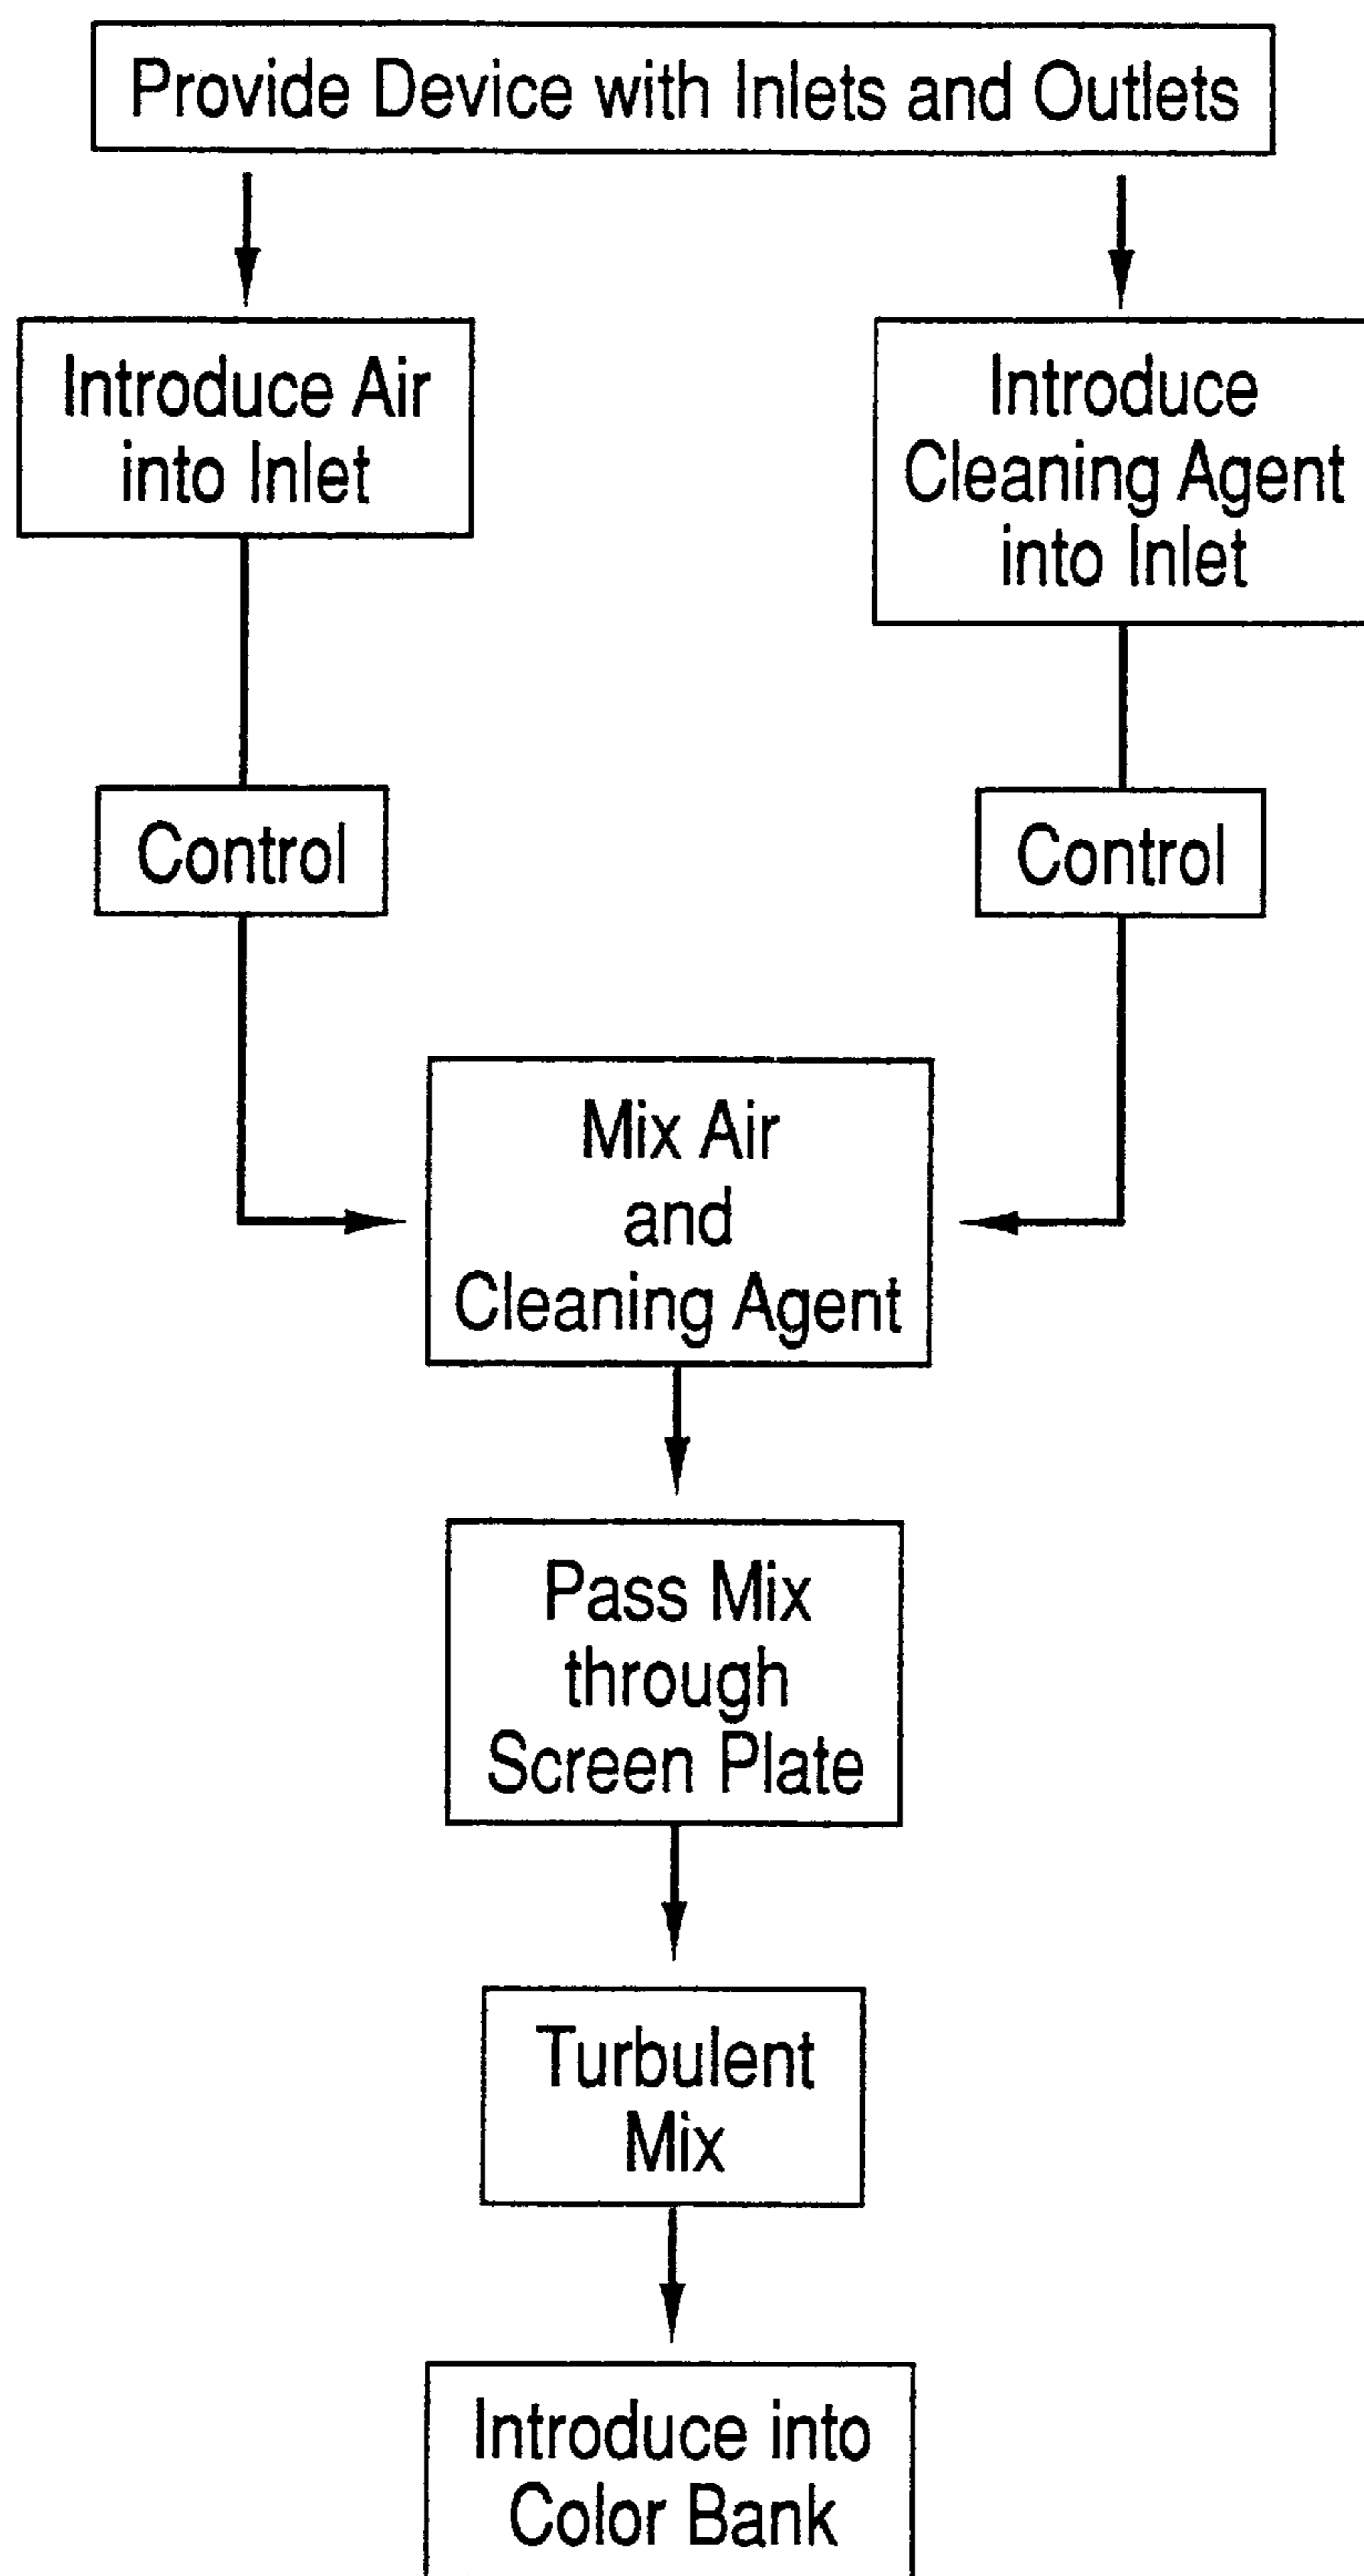 Provide Device with Inlets and Outlets
Introduce Air
into Inlet
Introduce
Cleaning Agent
into Inlet
Control
Control
Mix Air
and
Cleaning Agent
Pass Mix
through
Screen Plate
Turbulent
Mix
Introduce into
Color Bank